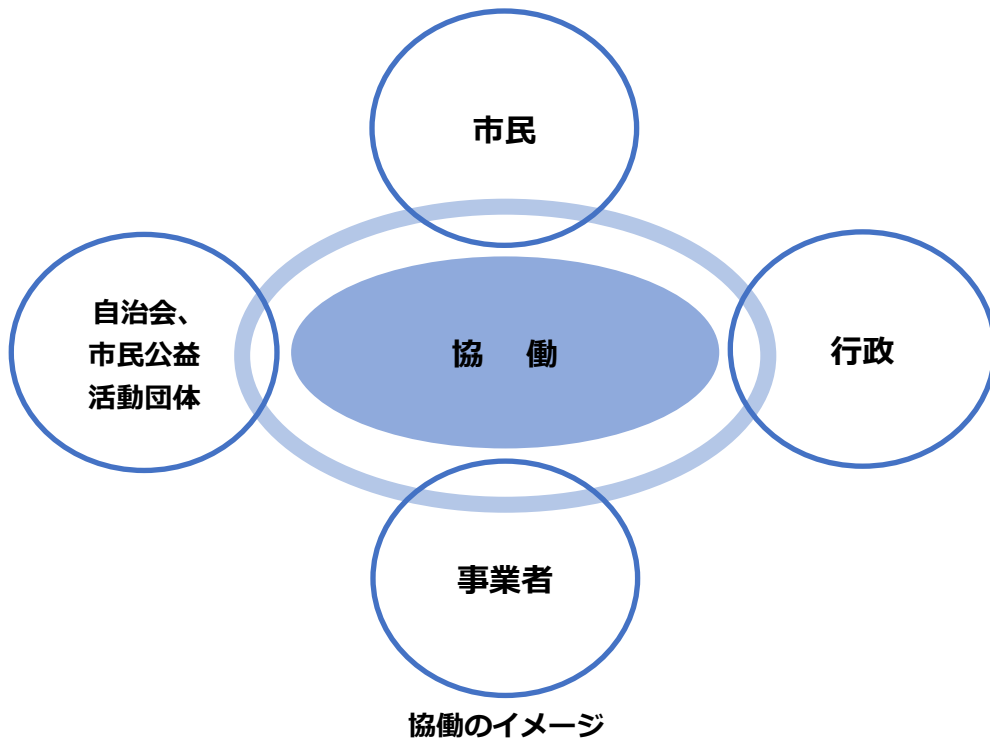 市民
自治会、
市民公益
活動団体
協　働
行政
事業者
協働のイメージ